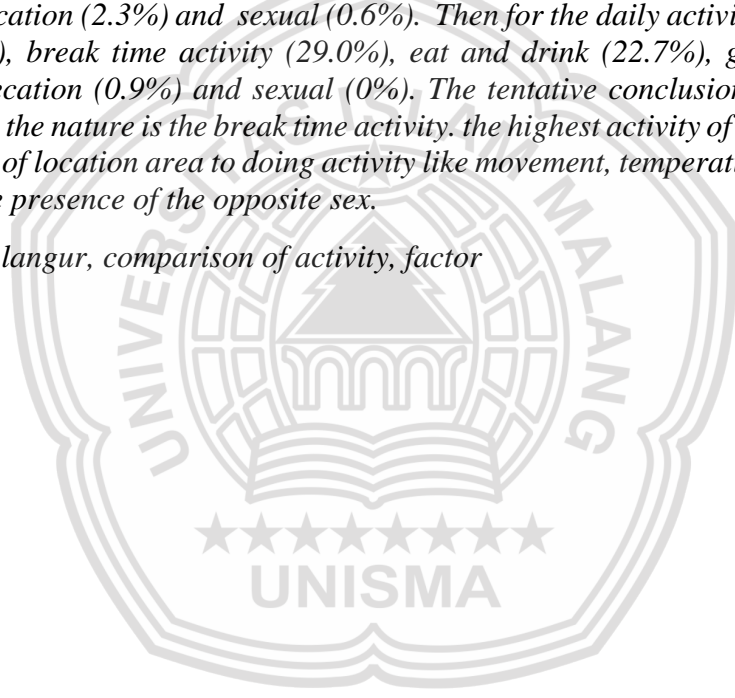 cation (2.3%) and sexual (0.6%). Then for the daily activi
), break time activity (29.0%), eat and drink (22.7%), g
ecation (0.9%) and sexual (0%). The tentative conclusion
the nature is the break time activity. the highest activity of
of location area to doing activity like movement, temperat
e presence of the opposite sex.
langur, comparison of activity, factor
UNIVERSITAS ISLAM MALANG
UNISMA